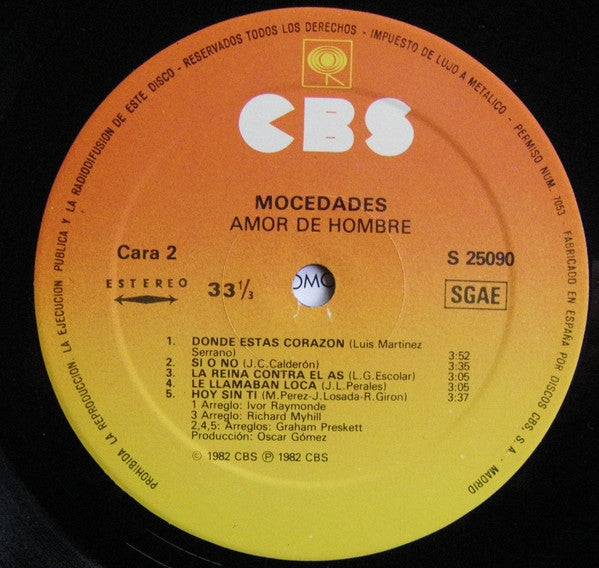 PROHIBIDA LA REPRODUCCION, LA EJECUCION PUBLICA Y LA RADIODIFUSION DE ESTE DISCO - RESERVADOS TODOS LOS DERECHOS - IMPUESTO DE LUJO A METALICO - PERMISO NUM. 7053 - FABRICADO EN ESPAÑA POR DISCOS CBS, S. A. - MADRID
CBS
MOCEDADES
AMOR DE HOMBRE
Cara 2
S 25090
ESTEREO
33 1/3
OMO
SGAE
1. DONDE ESTAS CORAZON (Luis Martinez
Serrano) 3:52
2. SI O NO (J.C.Calderón) 3:35
3. LA REINA CONTRA EL AS (L.G.Escolar) 3:05
4. LE LLAMABAN LOCA (J.L.Perales) 3:05
5. HOY SIN TI (M.Perez-J.Losada-R.Giron) 3:37
1 Arreglo: Ivor Raymonde
3 Arreglo: Richard Myhill
2,4,5: Arreglos: Graham Preskett
Producción: Oscar Gómez
© 1982 CBS ℗ 1982 CBS